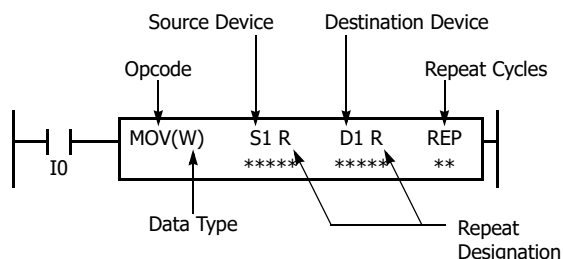 Source Device Destination Device
Opcode Repeat Cycles
MOV(W) S1 R D1 R REP
I0 ***** ***** **
Data Type Repeat
Designation